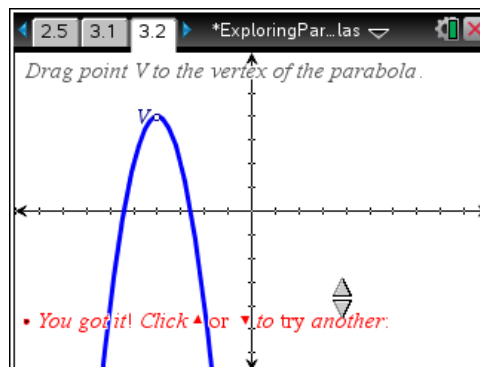 2.5 3.1 3.2 *ExploringPar...las
Drag point V to the vertex of the parabola.
V
• You got it! Click ▲ or ▼ to try another.